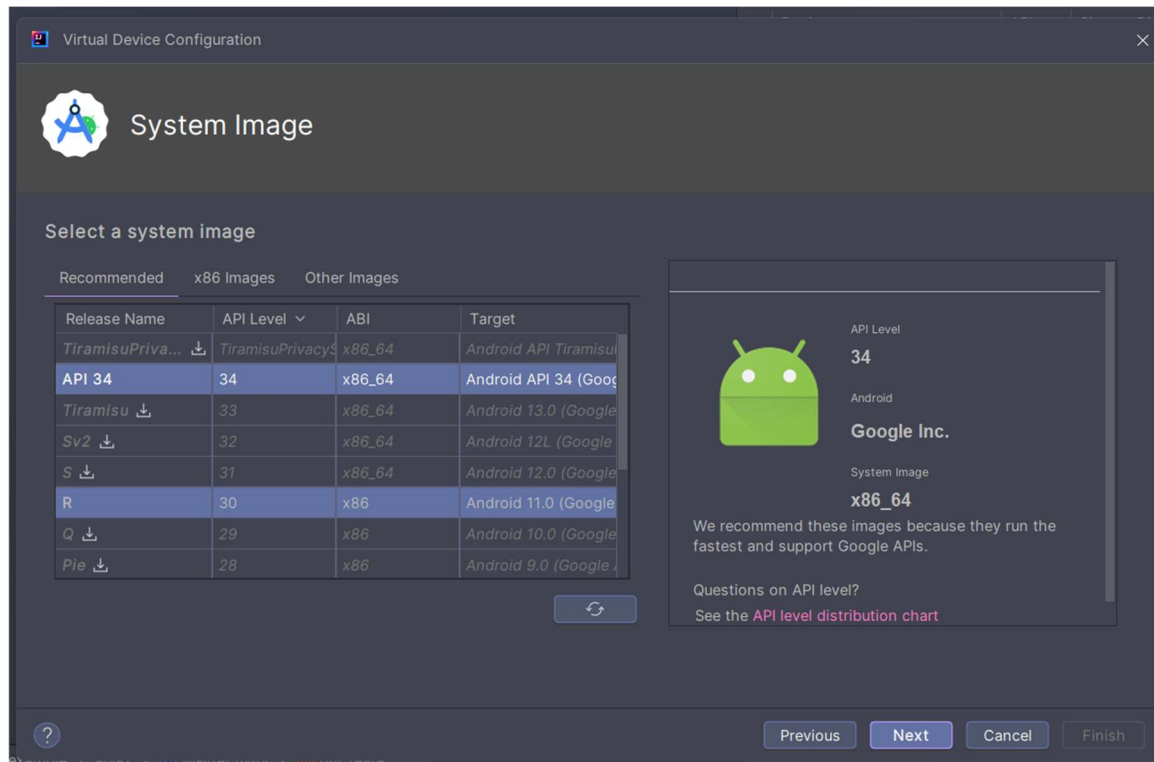 Virtual Device Configuration
System Image
Select a system image
Recommended x86 Images Other Images
Release Name API Level ABI Target
TiramisuPriva... TiramisuPrivacyS x86_64 Android API Tiramisu
API 34 34 x86_64 Android API 34 (Goog
Tiramisu 33 x86_64 Android 13.0 (Google
Sv2 32 x86_64 Android 12L (Google
S 31 x86_64 Android 12.0 (Google
R 30 x86 Android 11.0 (Google
Q 29 x86 Android 10.0 (Google
Pie 28 x86 Android 9.0 (Google
API Level
34
Android
Google Inc.
System Image
x86_64
We recommend these images because they run the
fastest and support Google APIs.
Questions on API level?
See the API level distribution chart
? Previous Next Cancel Finish